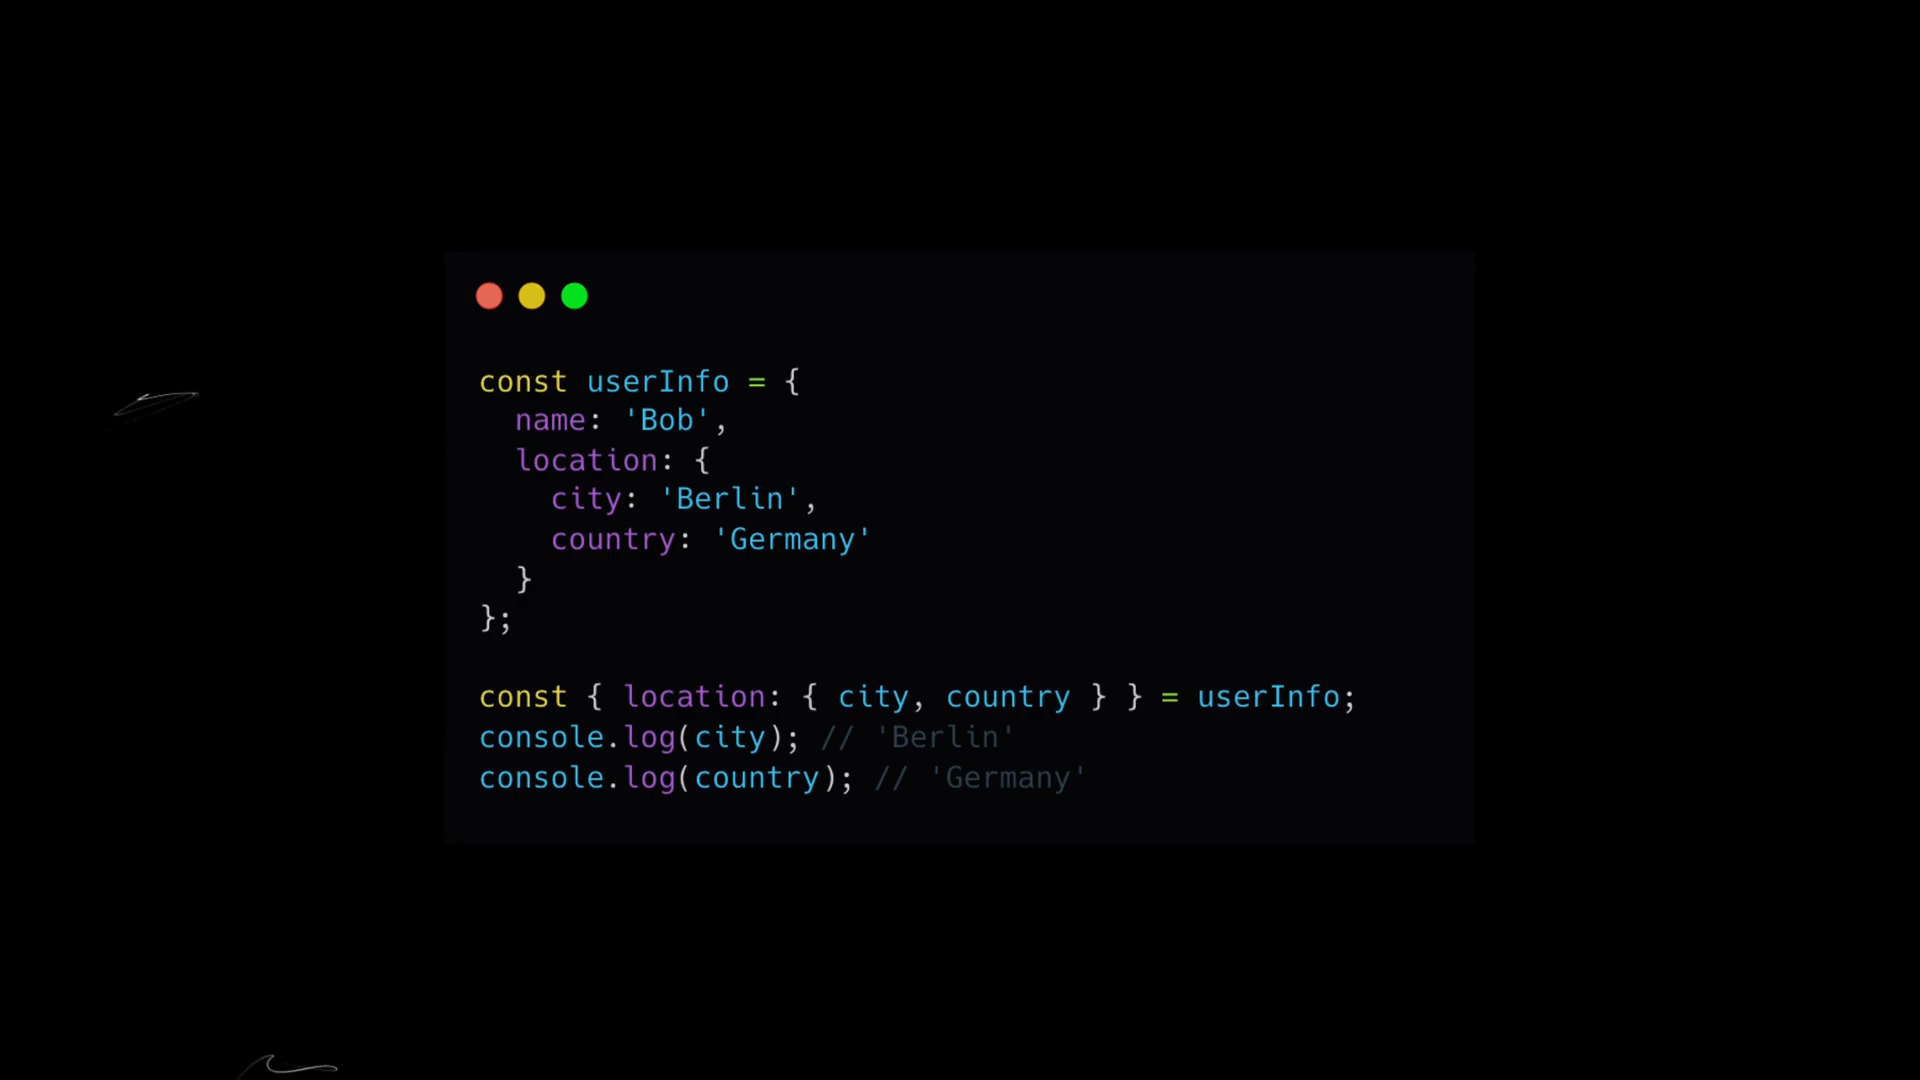 const userInfo = {
  name: 'Bob',
  location: {
    city: 'Berlin',
    country: 'Germany'
  }
};
const { location: { city, country } } = userInfo;
console.log(city); // 'Berlin'
console.log(country); // 'Germany'